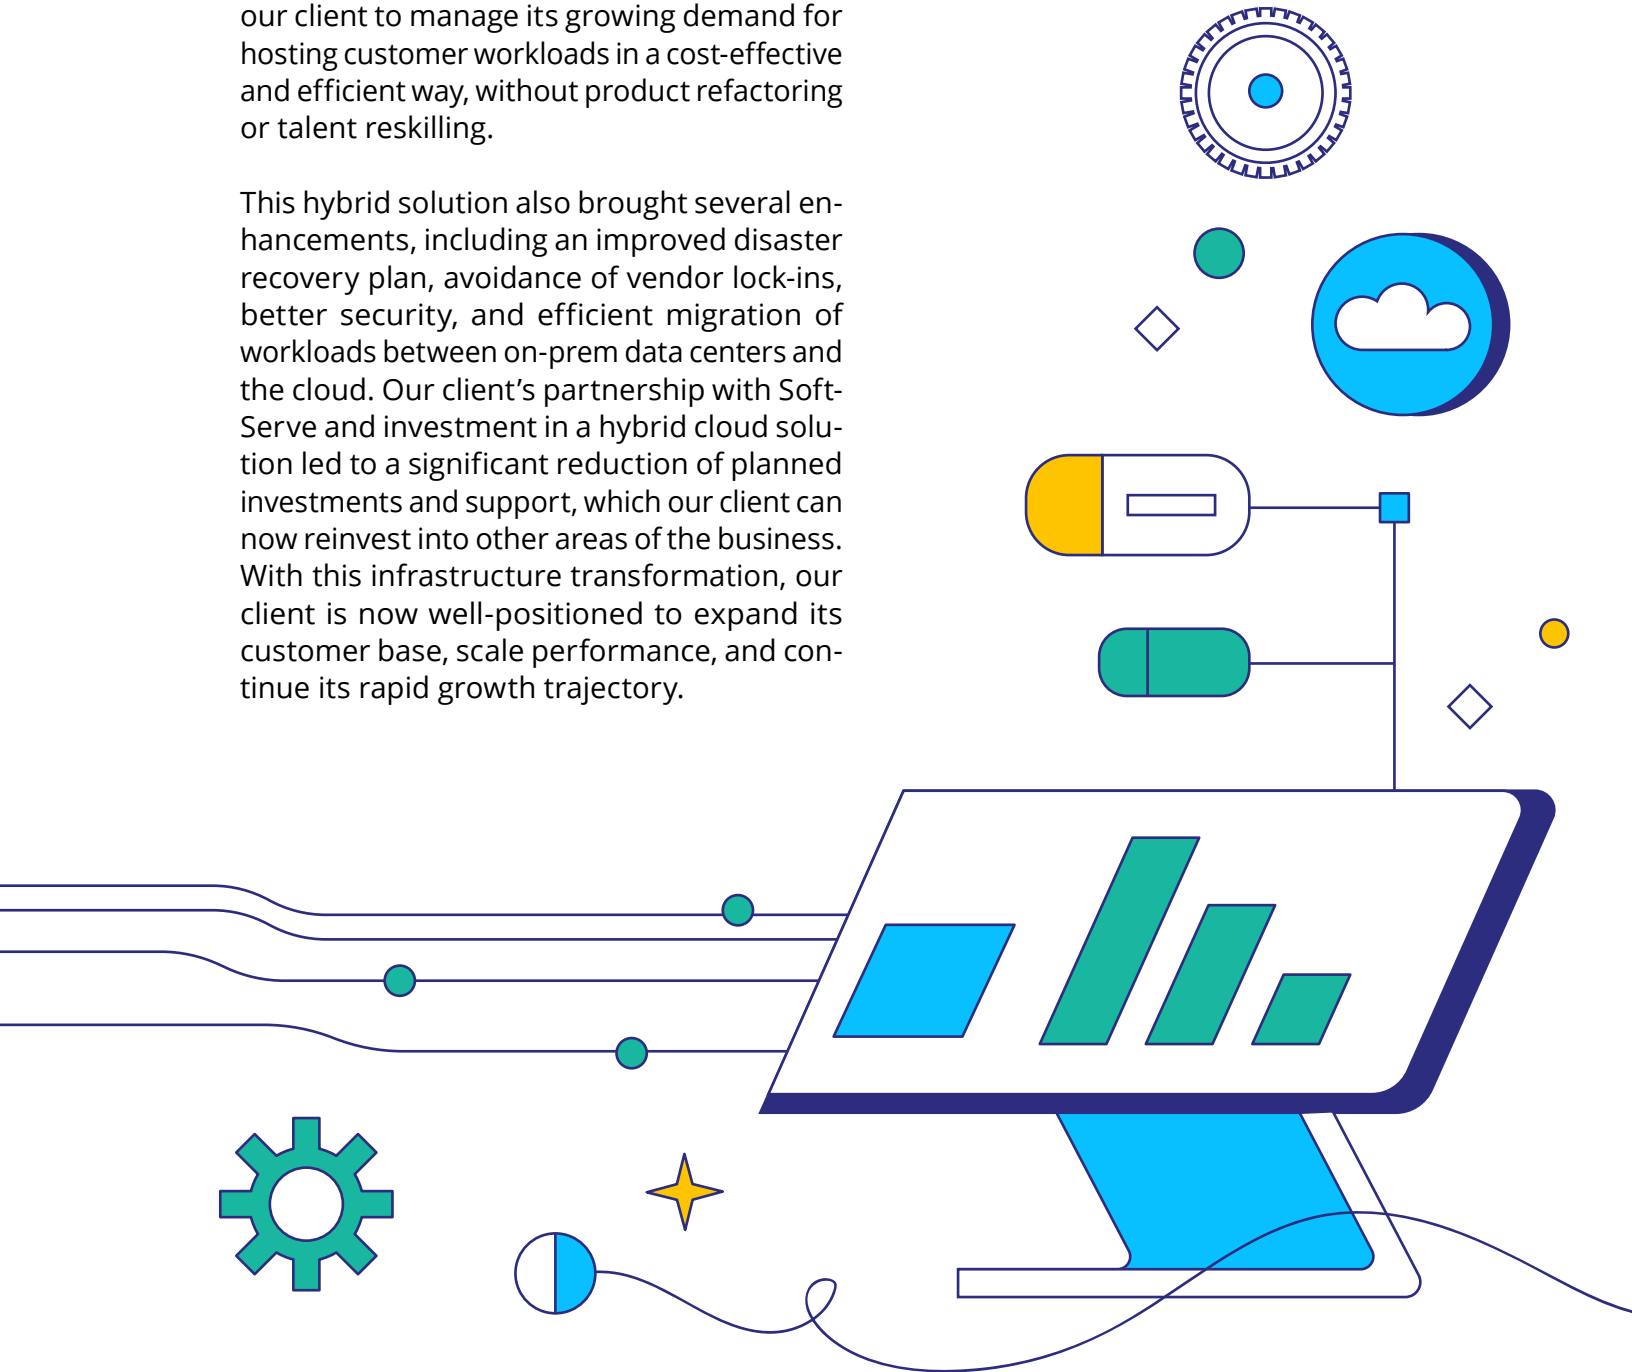 our client to manage its growing demand for
hosting customer workloads in a cost-effective
and efficient way, without product refactoring
or talent reskilling.
This hybrid solution also brought several en-
hancements, including an improved disaster
recovery plan, avoidance of vendor lock-ins,
better security, and efficient migration of
workloads between on-prem data centers and
the cloud. Our client’s partnership with Soft-
Serve and investment in a hybrid cloud solu-
tion led to a significant reduction of planned
investments and support, which our client can
now reinvest into other areas of the business.
With this infrastructure transformation, our
client is now well-positioned to expand its
customer base, scale performance, and con-
tinue its rapid growth trajectory.